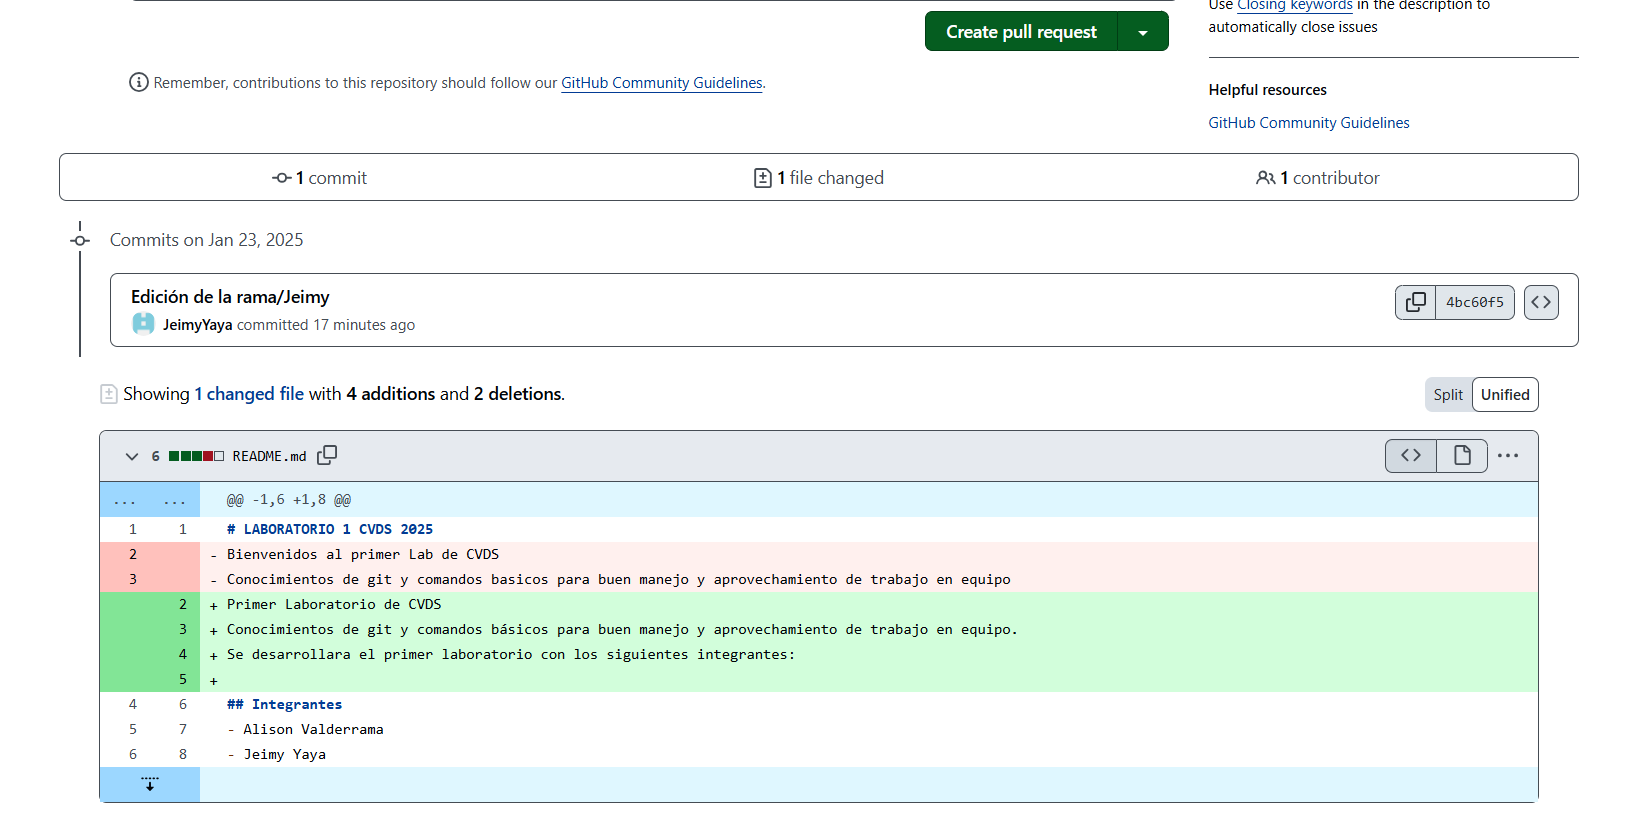 Use Closing keywords in the description to
automatically close issues
Create pull request
Remember, contributions to this repository should follow our GitHub Community Guidelines.
Helpful resources
GitHub Community Guidelines
1 commit
1 file changed
1 contributor
Commits on Jan 23, 2025
Edición de la rama/Jeimy
JeimyYaya committed 17 minutes ago
4bc60f5
Showing 1 changed file with 4 additions and 2 deletions.
Split
Unified
6 README.md
... ... @@ -1,6 +1,8 @@
1 1 # LABORATORIO 1 CVDS 2025
2 - Bienvenidos al primer Lab de CVDS
3 - Conocimientos de git y comandos basicos para buen manejo y aprovechamiento de trabajo en equipo
2 + Primer Laboratorio de CVDS
3 + Conocimientos de git y comandos básicos para buen manejo y aprovechamiento de trabajo en equipo.
4 + Se desarrollara el primer laboratorio con los siguientes integrantes:
5 +
4 6 ## Integrantes
5 7 - Alison Valderrama
6 8 - Jeimy Yaya